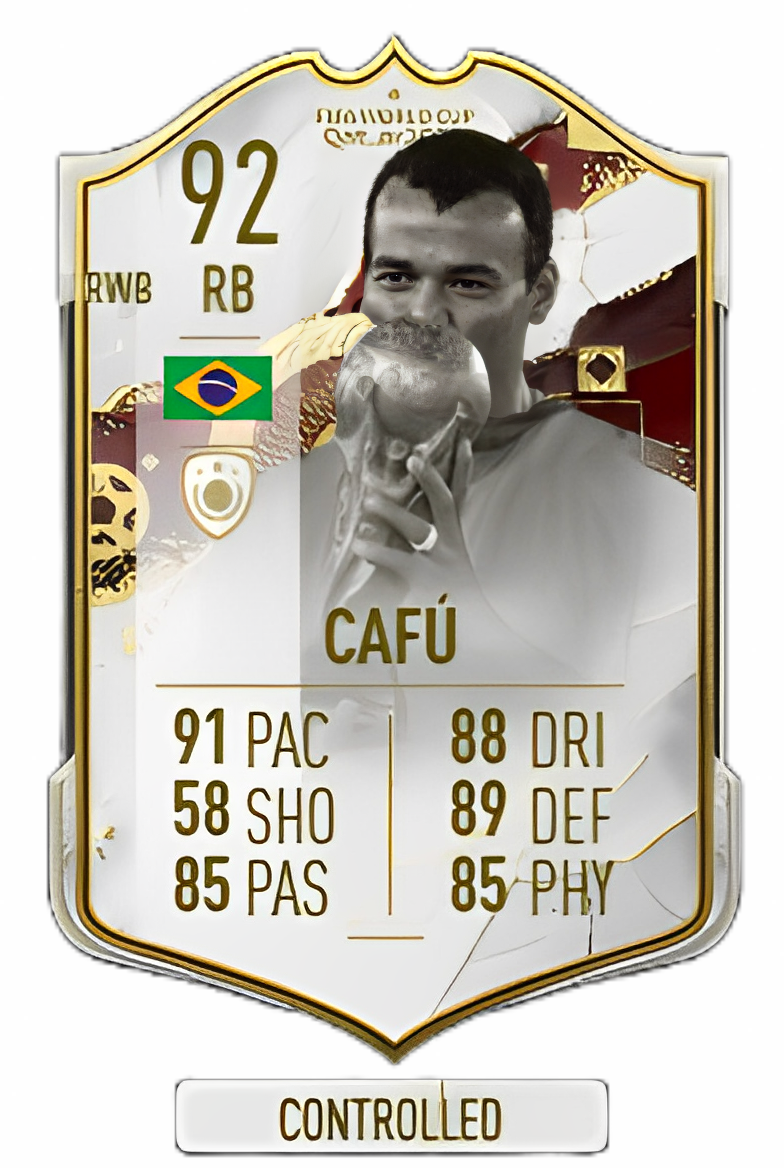 92
RWB RB
CAFÚ
91 PAC 88 DRI
58 SHO 89 DEF
85 PAS 85 PHY
CONTROLLED